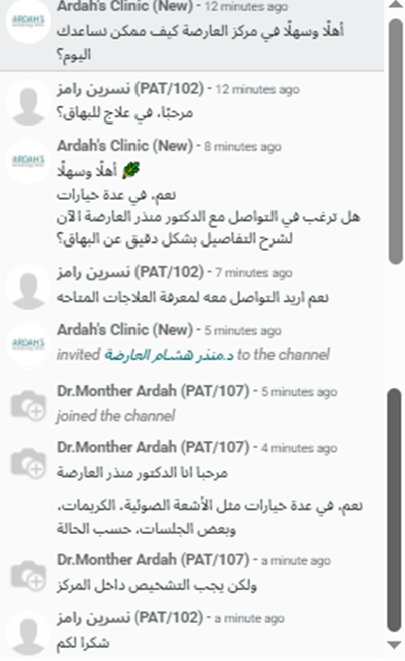 Ardah's Clinic (New) - 12 minutes ago
أهلًا وسهلًا في مركز العارضة كيف ممكن نساعدك
اليوم؟
نسرين رامز (PAT/102) - 12 minutes ago
مرحبًا، في علاج للبهاق؟
Ardah's Clinic (New) - 8 minutes ago
أهلًا وسهلًا
نعم، في عدة خيارات
هل ترغب في التواصل مع الدكتور منذر العارضة الآن
لشرح التفاصيل بشكل دقيق عن البهاق؟
نسرين رامز (PAT/102) - 7 minutes ago
نعم اريد التواصل معه لمعرفة العلاجات المتاحه
Ardah's Clinic (New) - 5 minutes ago
invited د.منذر هشام العارضة to the channel
Dr.Monther Ardah (PAT/107) - 5 minutes ago
joined the channel
Dr.Monther Ardah (PAT/107) - 4 minutes ago
مرحبا انا الدكتور منذر العارضة
نعم، في عدة خيارات مثل الأشعة الضوئية، الكريمات،
وبعض الجلسات، حسب الحالة
Dr.Monther Ardah (PAT/107) - a minute ago
ولكن يجب التشخيص داخل المركز
نسرين رامز (PAT/102) - a minute ago
شكرا لكم